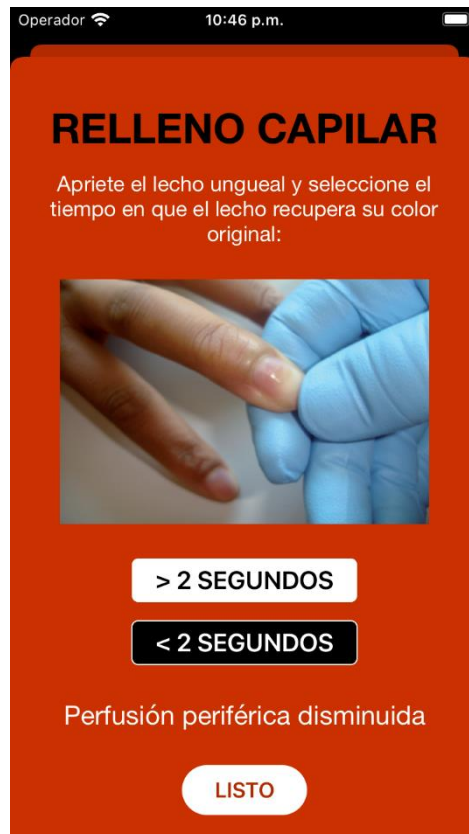 Operador
10:46 p.m.
RELLENO CAPILAR
Apriete el lecho ungueal y seleccione el
tiempo en que el lecho recupera su color
original:
> 2 SEGUNDOS
< 2 SEGUNDOS
Perfusión periférica disminuida
LISTO